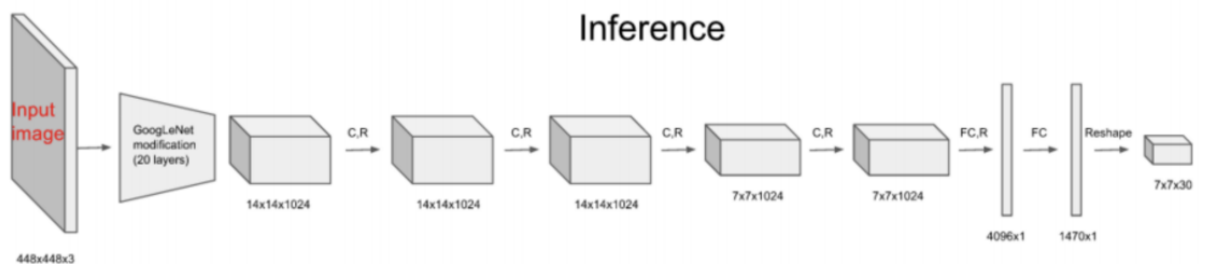 Inference
Input
image
448x448x3
GoogLeNet
modification
(20 layers)
14x14x1024
C,R
14x14x1024
C,R
14x14x1024
C,R
7x7x1024
C,R
7x7x1024
FC,R
4096x1
FC
1470x1
Reshape
7x7x30